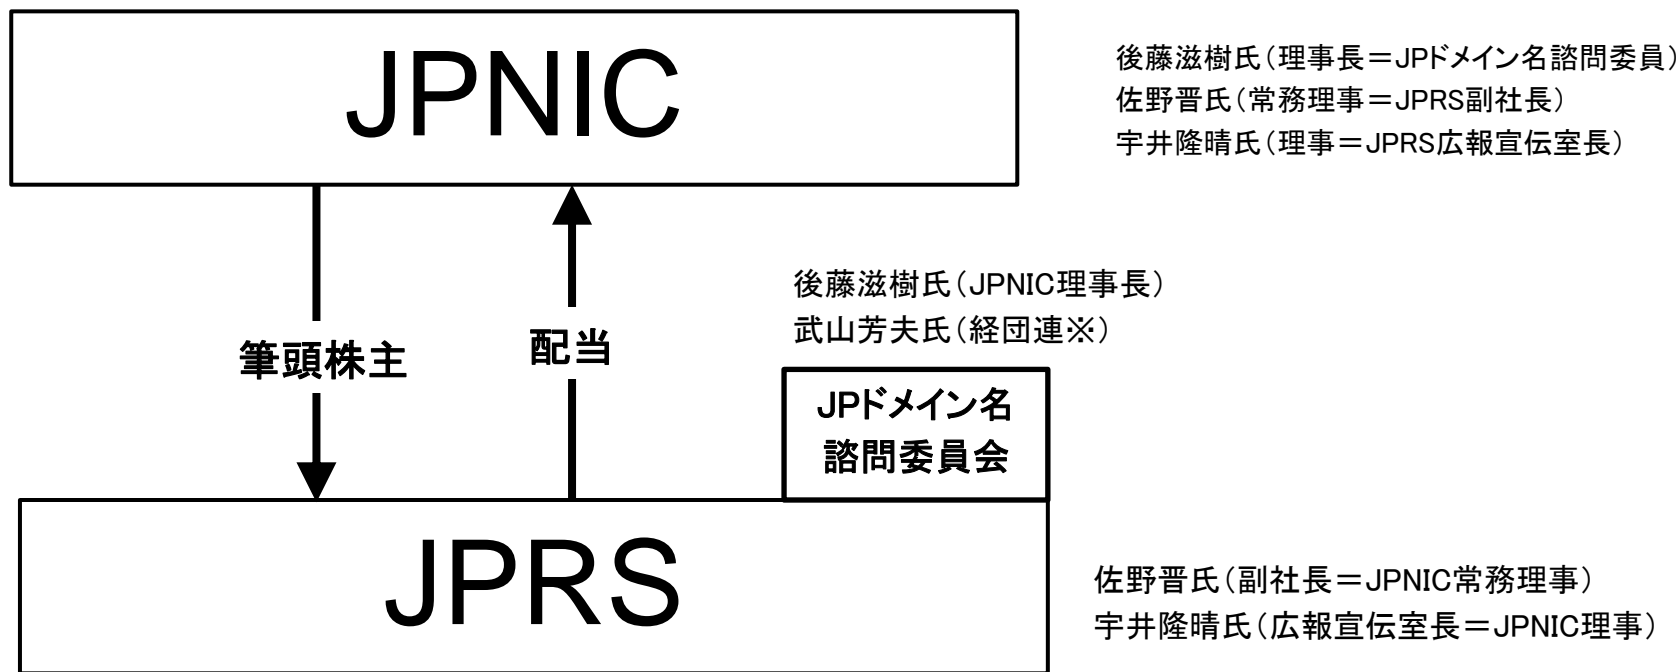 JPNIC
後藤滋樹氏（理事長＝JPドメイン名諮問委員）
佐野晋氏（常務理事＝JPRS副社長）
宇井隆晴氏（理事＝JPRS広報宣伝室長）
後藤滋樹氏（JPNIC理事長）
武山芳夫氏（経団連※）
筆頭株主
配当
JPドメイン名
諮問委員会
JPRS
佐野晋氏（副社長＝JPNIC常務理事）
宇井隆晴氏（広報宣伝室長＝JPNIC理事）